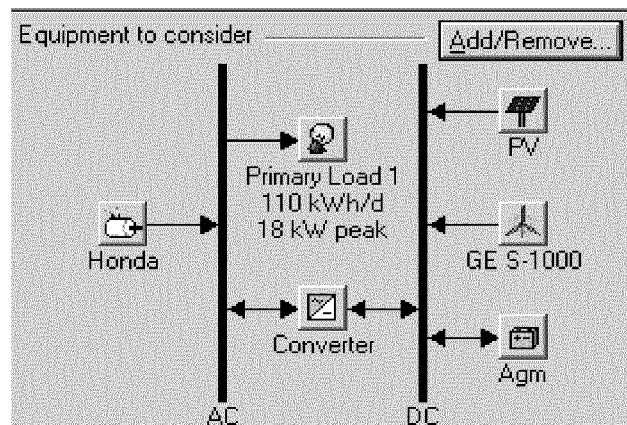 Equipment to consider
Add/Remove...
PV
Primary Load 1
110 kWh/d
18 kW peak
Honda
GE S-1000
Converter
Agm
AC
DC